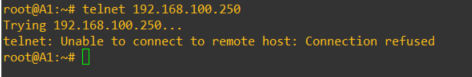 root@A1:~# telnet 192.168.100.250
Trying 192.168.100.250...
telnet: Unable to connect to remote host: Connection refused
root@A1:~#